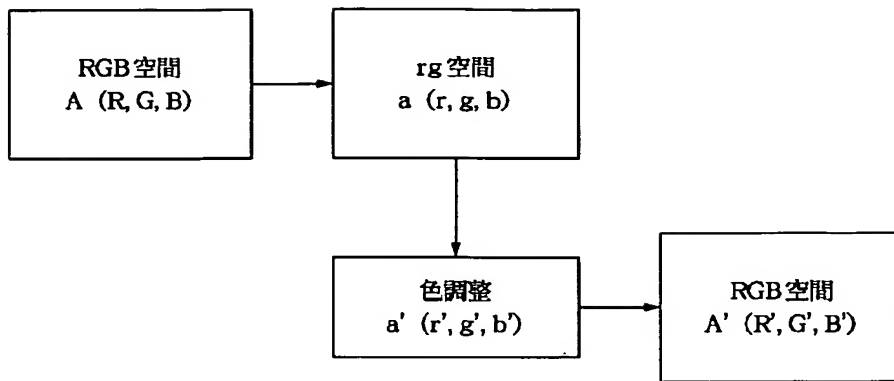 RGB空間
A (R, G, B)
rg空間
a (r, g, b)
色調整
a' (r', g', b')
RGB空間
A' (R', G', B')